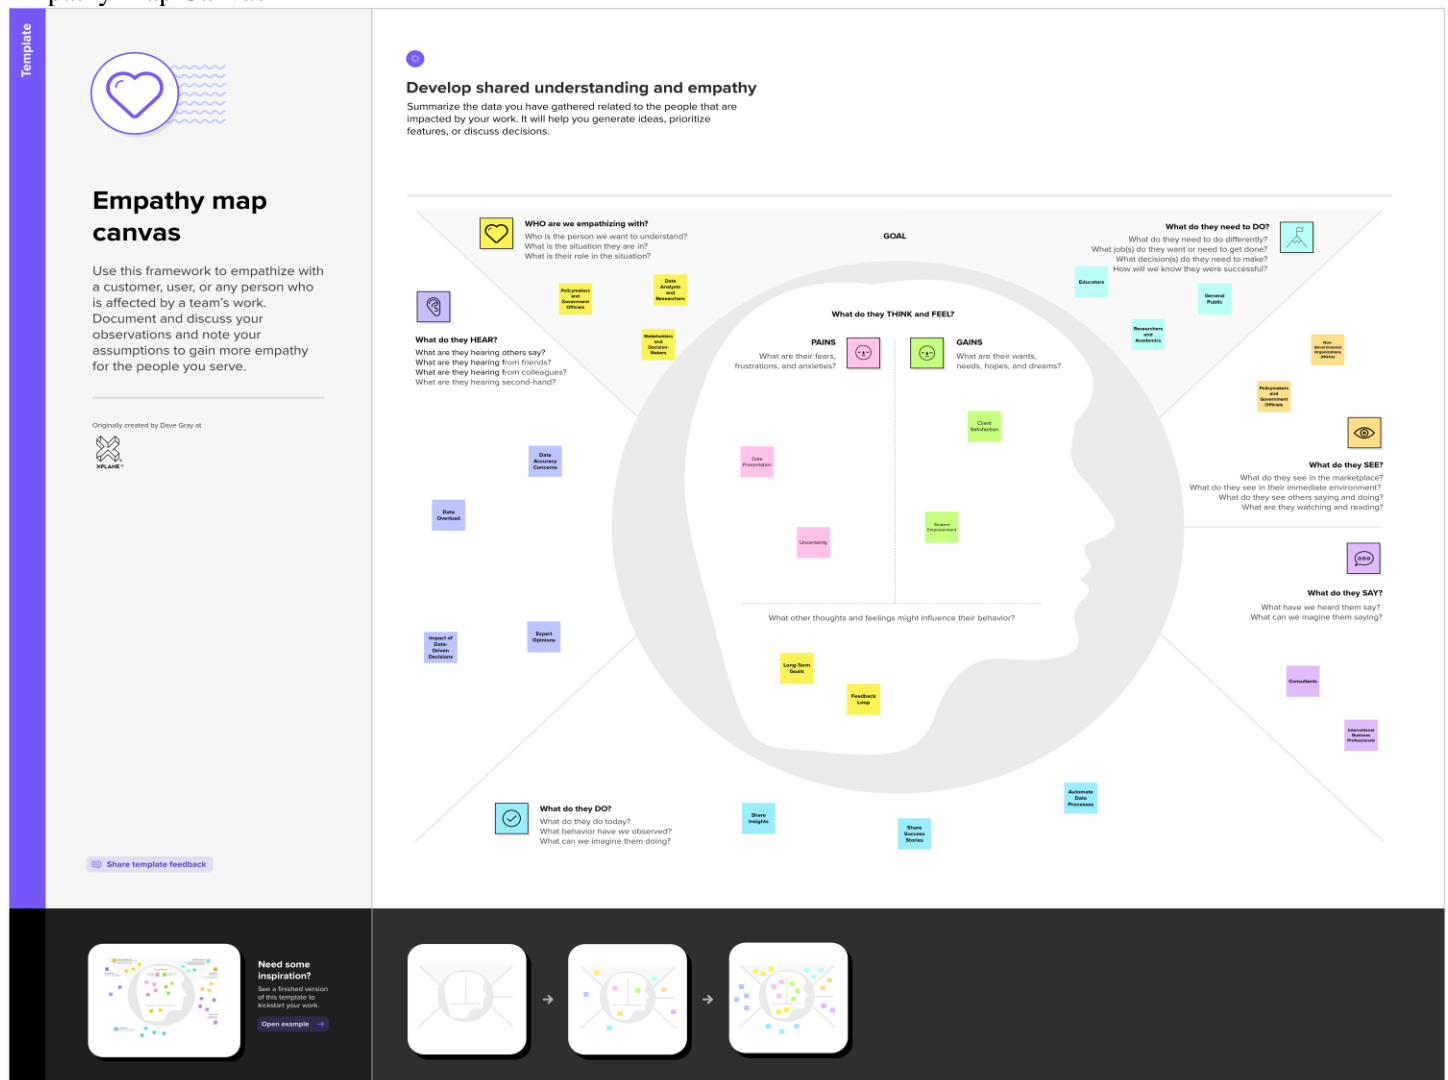 Template
Empathy map
canvas
Use this framework to empathize with
a customer, user, or any person who
is affected by a team's work.
Document and discuss your
observations and note your
assumptions to gain more empathy
for the people you serve.
Originally created by Dave Gray at
XPLANE
Share template feedback
Develop shared understanding and empathy
Summarize the data you have gathered related to the people that are
impacted by your work. It will help you generate ideas, prioritize
features, or discuss decisions.
WHO are we empathizing with?
Who is the person we want to understand?
What is the situation they are in?
What is their role in the situation?
Policymakers
and
Government
Officials
Data
Analysts
and
Researchers
Stakeholders
and
Decision-
Makers
GOAL
What do they need to DO?
What do they need to do differently?
What job(s) do they want or need to get done?
What decision(s) do they need to make?
How will we know they were successful?
Educators
General
Public
Researchers
and
Academics
What do they HEAR?
What are they hearing others say?
What are they hearing from friends?
What are they hearing from colleagues?
What are they hearing second-hand?
Data
Accuracy
Concerns
Data
Overload
Impact of
Data-
Driven
Decisions
Expert
Opinions
What do they THINK and FEEL?
PAINS
What are their fears,
frustrations, and anxieties?
Data
Presentation
Uncertainty
GAINS
What are their wants,
needs, hopes, and dreams?
Client
Satisfaction
Student
Empowerment
What other thoughts and feelings might influence their behavior?
Long-Term
Goals
Feedback
Loop
Non-
Governmental
Organizations
(NGOs)
Policymakers
and
Government
Officials
What do they SEE?
What do they see in the marketplace?
What do they see in their immediate environment?
What do they see others saying and doing?
What are they watching and reading?
What do they SAY?
What have we heard them say?
What can we magine them saying?
Consultants
International
Business
Professionals
What do they DO?
What do they do today?
What behavior have we observed?
What can we imagine them doing?
Share
Insights
Share
Success
Stories
Automate
Data
Processes
Need some
inspiration?
See a finished version
of this template to
kickstart your work.
Open example